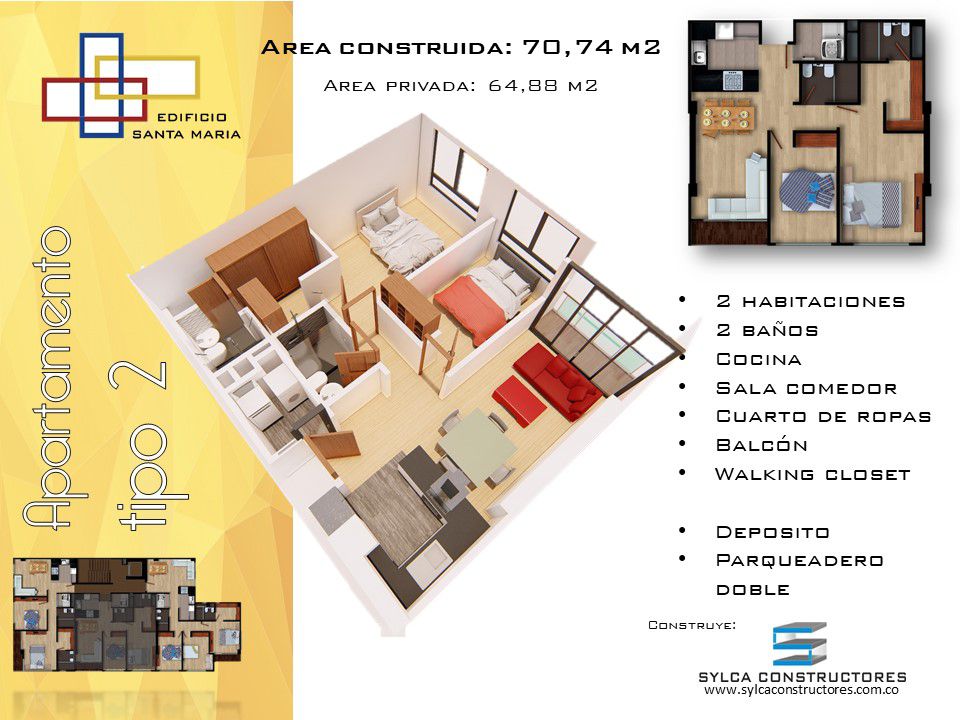 EDIFICIO
SANTA MARIA
Area construida: 70,74 m2
Area privada: 64,88 m2
Apartamento
tipo 2
• 2 habitaciones
• 2 baños
• Cocina
• Sala comedor
• Cuarto de ropas
• Balcón
• Walking closet
• Deposito
• Parqueadero
doble
Construye:
SYLCA CONSTRUCTORES
www.sylcaconstructores.com.co